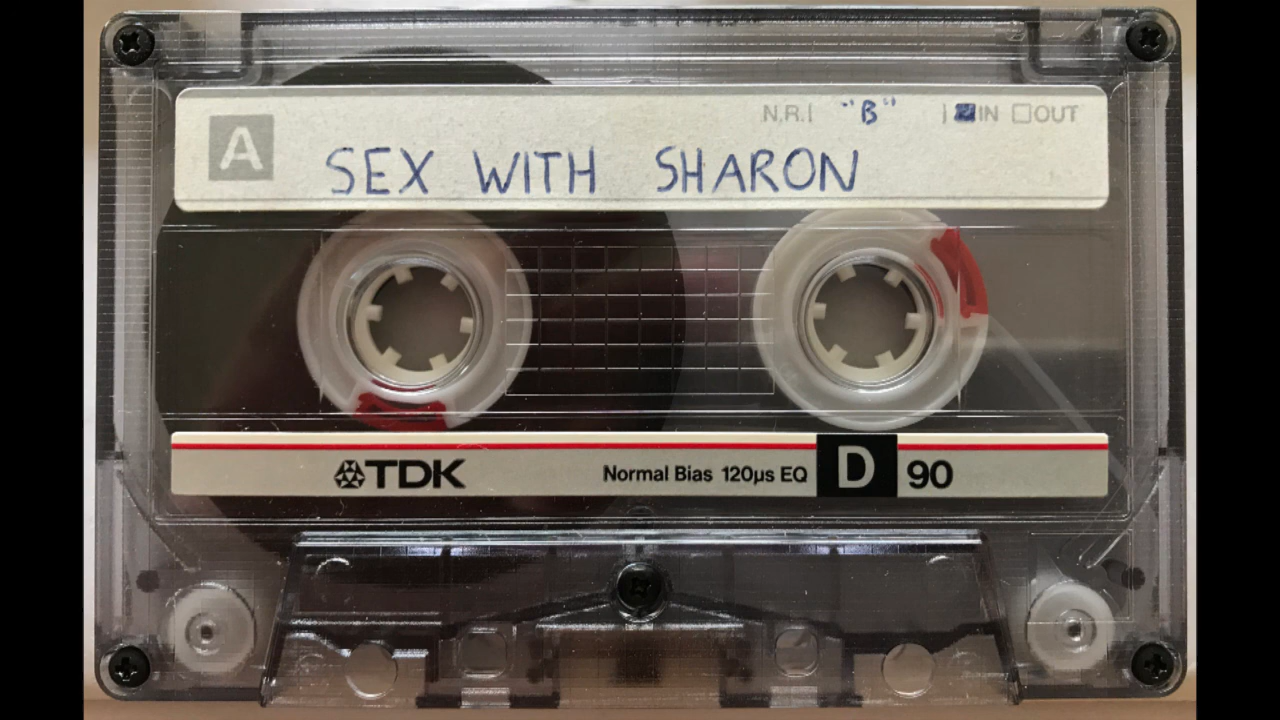 A N.R.[ "B" ] IN OUT
SEX WITH SHARON
TDK Normal Bias 120µs EQ D 90